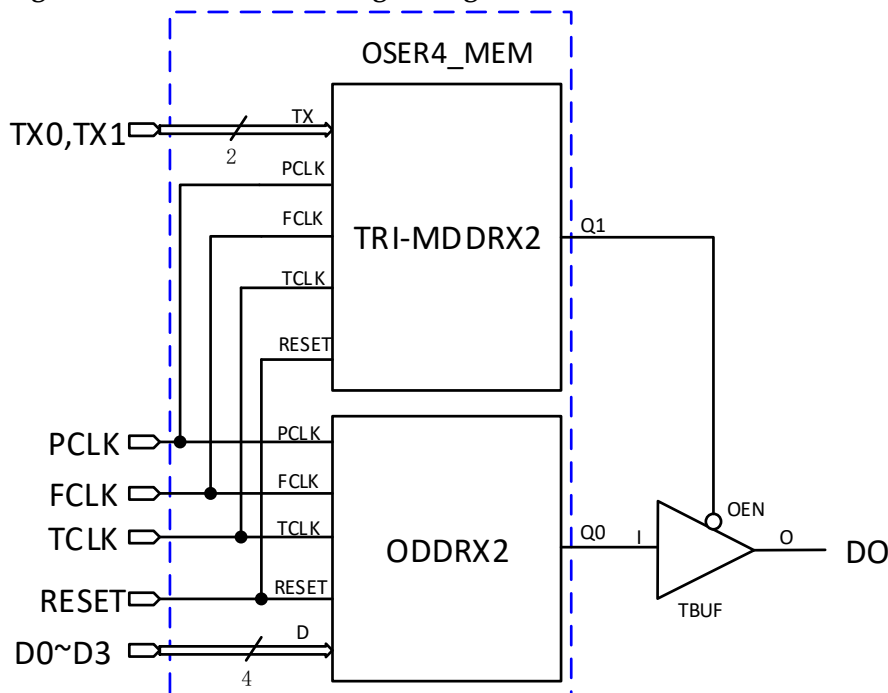 OSER4_MEM
TX0,TX1
2
TX
PCLK
FCLK
TCLK
RESET
TRI-MDDRX2
Q1
PCLK
FCLK
TCLK
RESET
D0~D3
4
PCLK
FCLK
TCLK
RESET
D
ODDRX2
Q0
I
OEN
O
TBUF
DO